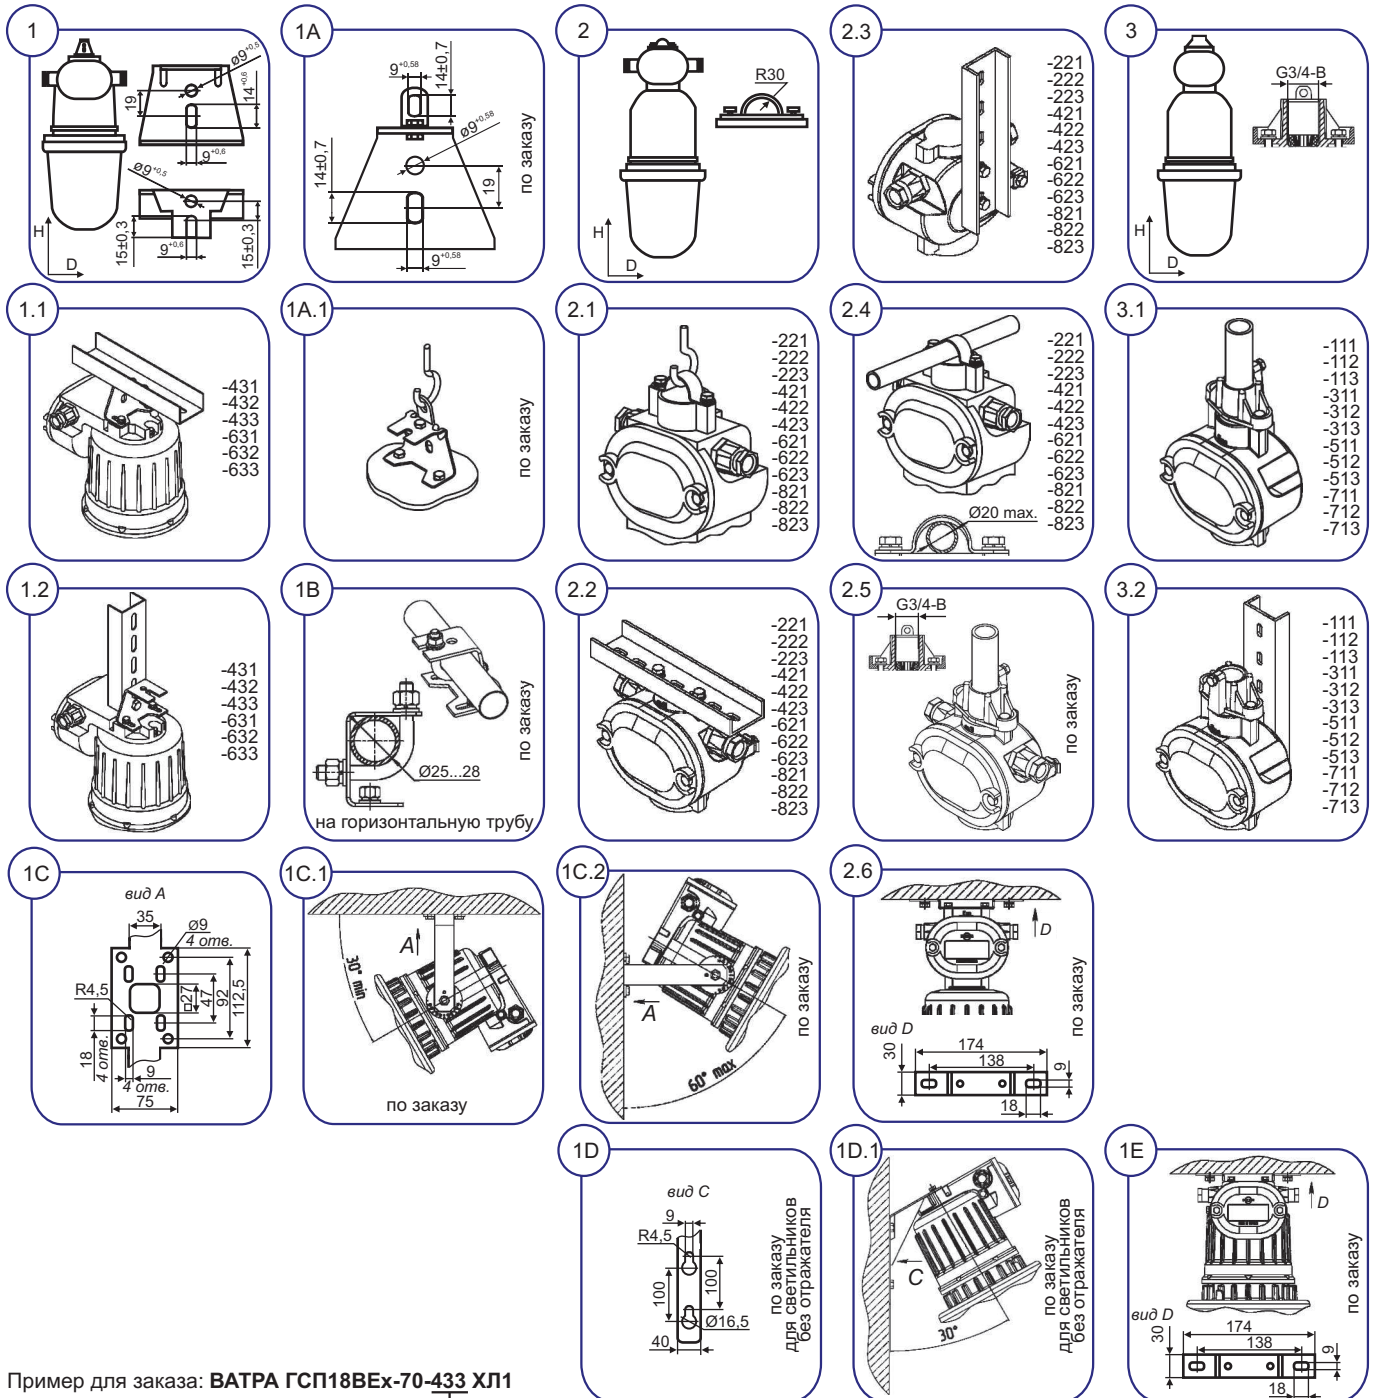 1
ø9+0,5
19
14+0,6
9+0,6
ø9+0,5
15±0,3
9+0,6
15±0,3
H
D
1A
9+0,58
14±0,7
ø9+0,58
14±0,7
19
9+0,58
по заказу
2
R30
H
D
2.3
-221
-222
-223
-421
-422
-423
-621
-622
-623
-821
-822
-823
3
G3/4-B
H
D
1.1
-431
-432
-433
-631
-632
-633
1A.1
по заказу
2.1
-221
-222
-223
-421
-422
-423
-621
-622
-623
-821
-822
-823
2.4
-221
-222
-223
-421
-422
-423
-621
-622
-623
-821
-822
-823
Ø20 max.
3.1
-111
-112
-113
-311
-312
-313
-511
-512
-513
-711
-712
-713
1.2
-431
-432
-433
-631
-632
-633
1B
Ø25...28
на горизонтальную трубу
по заказу
2.2
-221
-222
-223
-421
-422
-423
-621
-622
-623
-821
-822
-823
2.5
G3/4-B
по заказу
3.2
-111
-112
-113
-311
-312
-313
-511
-512
-513
-711
-712
-713
1C
вид А
35
Ø9
4 отв.
R4,5
□27
47
92
112,5
18
4 отв.
9
4 отв.
75
1C.1
A
30° min
по заказу
1C.2
A
60° max
по заказу
2.6
D
вид D
174
138
30
9
18
по заказу
1D
вид С
9
R4,5
100
100
Ø16,5
40
по заказу
для светильников
без отражателя
1D.1
C
30°
по заказу
для светильников
без отражателя
1E
D
вид D
174
138
30
9
18
по заказу
Пример для заказа: ВАТРА ГСП18ВЕх-70-433 ХЛ1